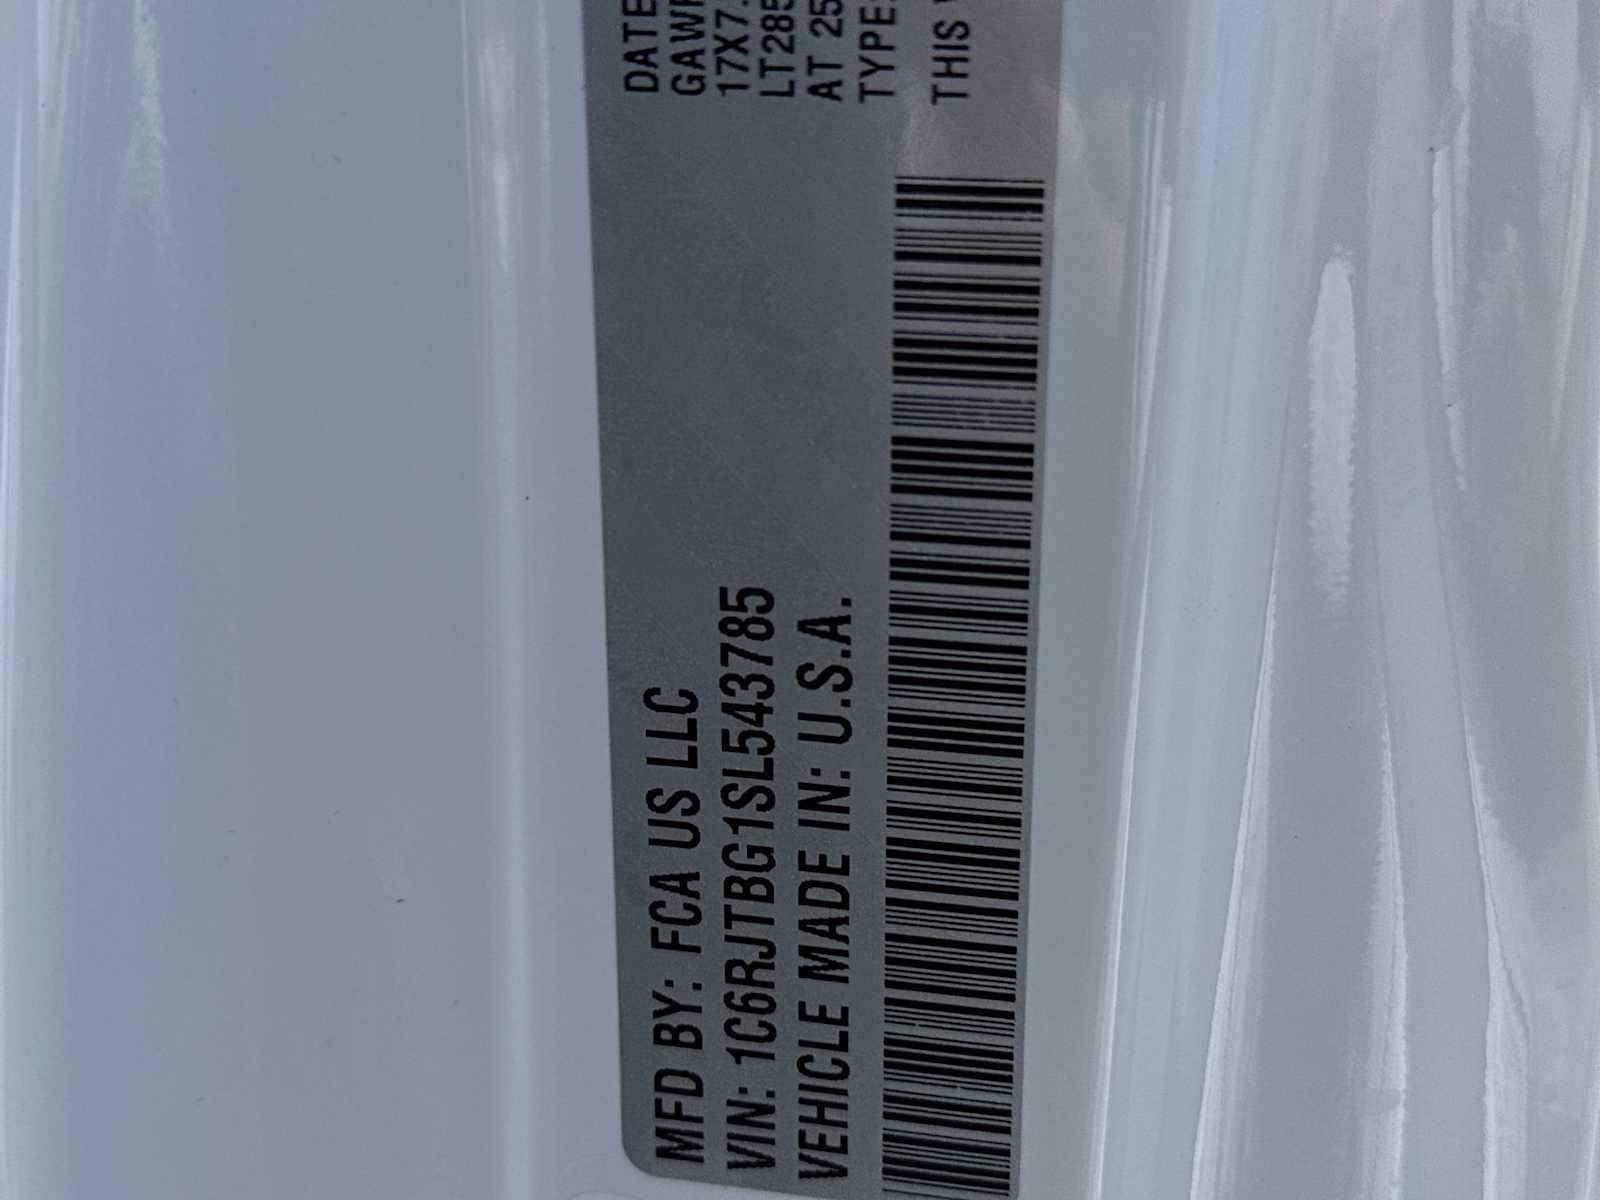 MFD BY: FCA US LLC
VIN: 1C6RJTBG1SL543785
VEHICLE MADE IN: U.S.A.
DATE
GAWR
17X7.
LT285
AT 25
TYPE:
THIS